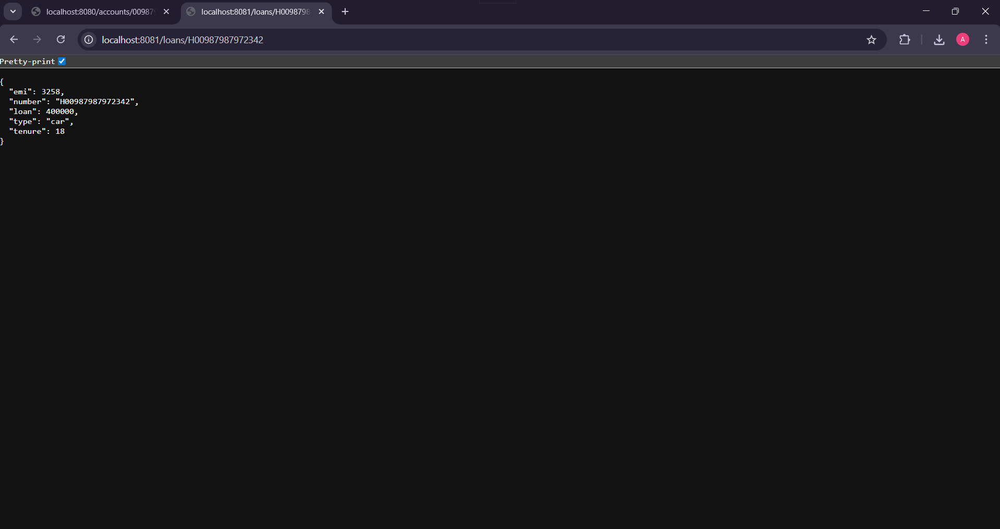 localhost:8080/accounts/00987
localhost:8081/loans/H0098798
localhost:8081/loans/H00987987972342
A
Pretty-print
{
  "emi": 3258,
  "number": "H00987987972342",
  "loan": 400000,
  "type": "car",
  "tenure": 18
}